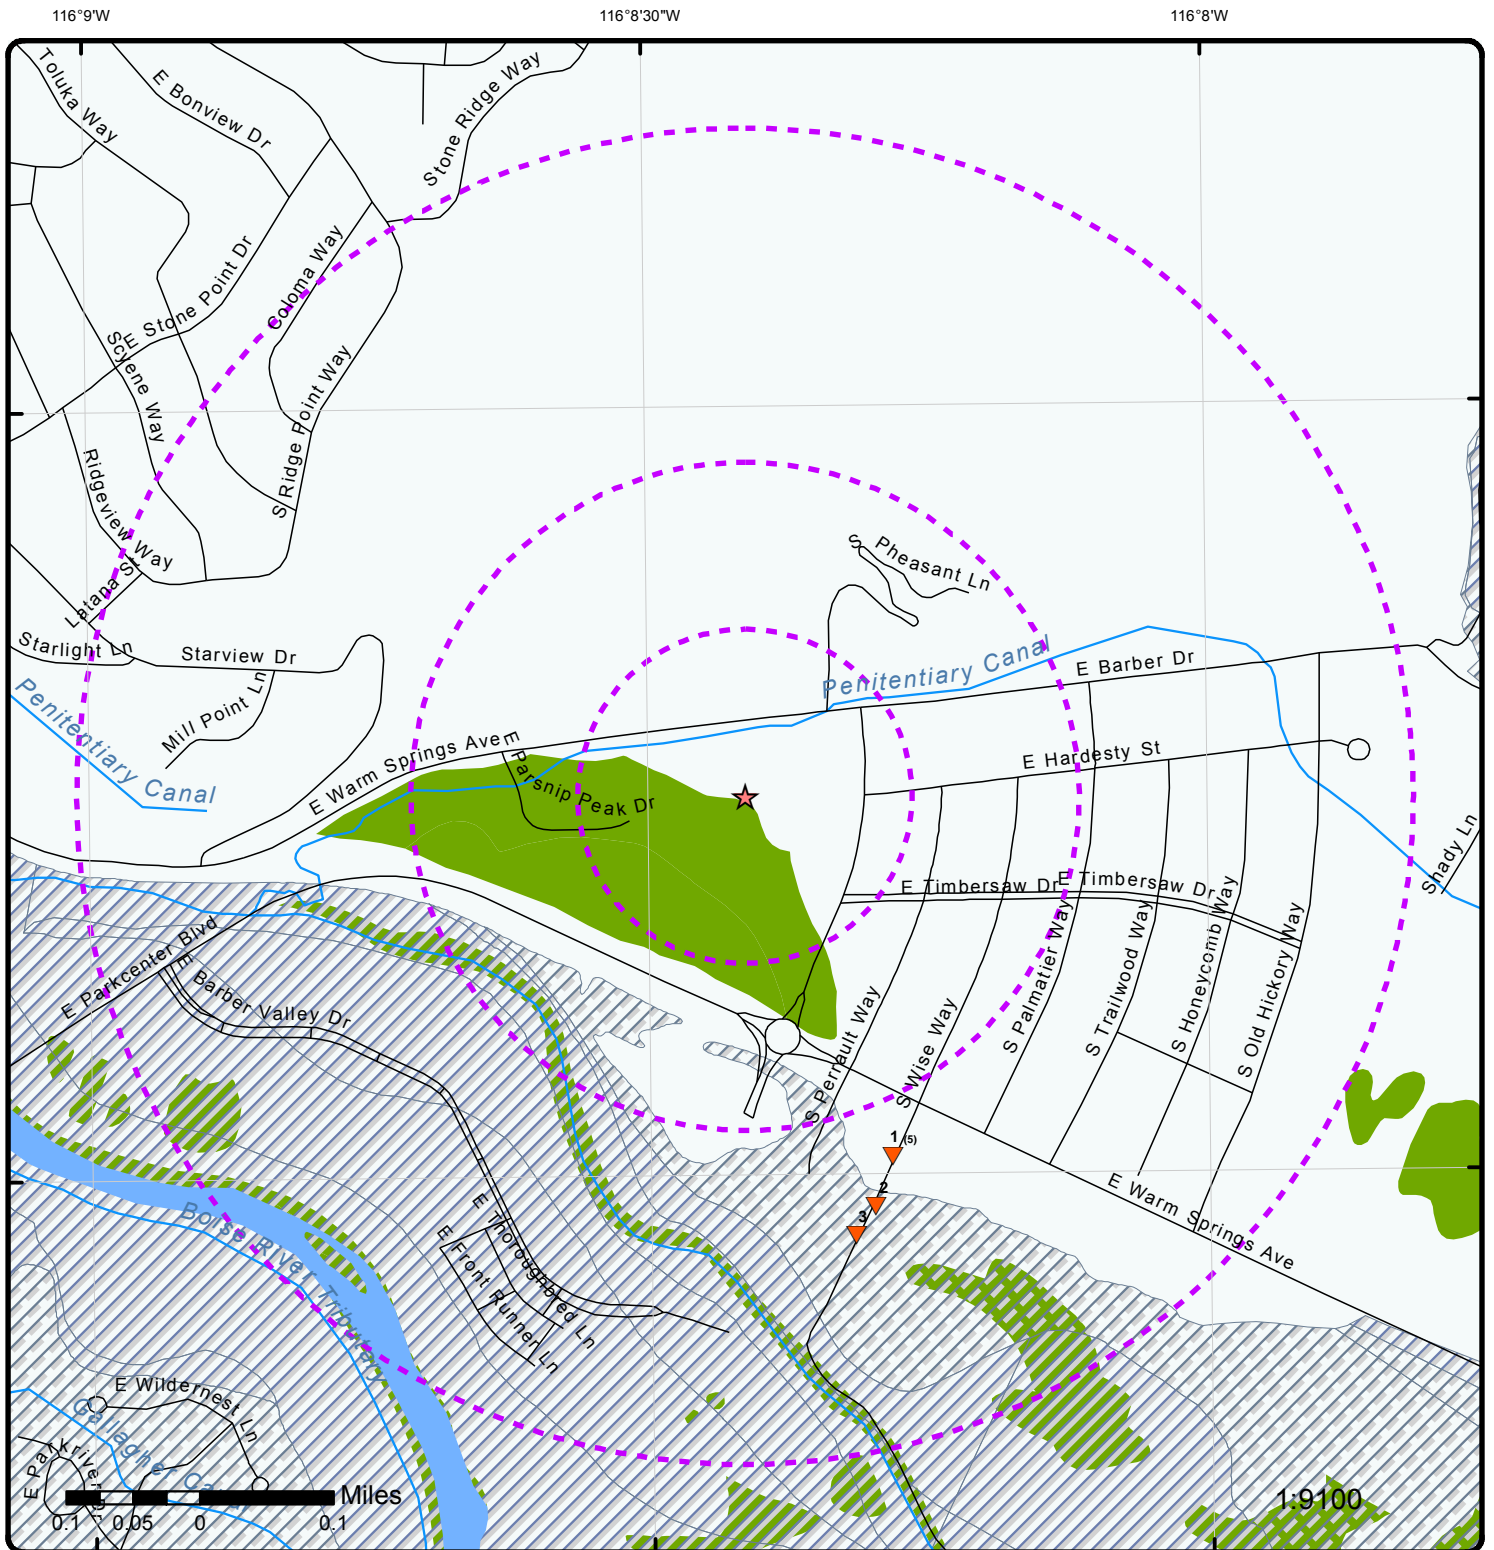 116°9'W
116°8'30"W
116°8'W
Toluka Way
E Bonview Dr
Stone Ridge Way
E Stone Point Dr
Coloma Way
Scyene Way
S Ridge Point Way
Ridgeview Way
Latana St
Starlight Ln
Starview Dr
Mill Point Ln
Penitentiary Canal
S Pheasant Ln
Penitentiary Canal
E Barber Dr
E Warm Springs Ave
E Parsnip Peak Dr
E Hardesty St
Shady Ln
E Timbersaw Dr
E Timbersaw Dr
E Parkcenter Blvd
E Barber Valley Dr
S Perrault Way
S Wise Way
S Palmatier Way
S Trailwood Way
S Honeycomb Way
S Old Hickory Way
1 (5)
2
3
E Warm Springs Ave
Boise River Tributary
E Thoroughbred Ln
E Front Runner Ln
E Wildernest Ln
Gallagher Canal
Miles
0.1 0.05 0 0.1
1:9100